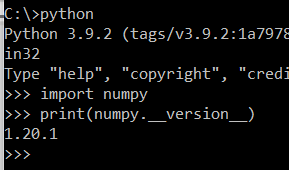 C:\>python
Python 3.9.2 (tags/v3.9.2:1a7978
in32
Type "help", "copyright", "credi
>>> import numpy
>>> print(numpy.__version__)
1.20.1
>>>